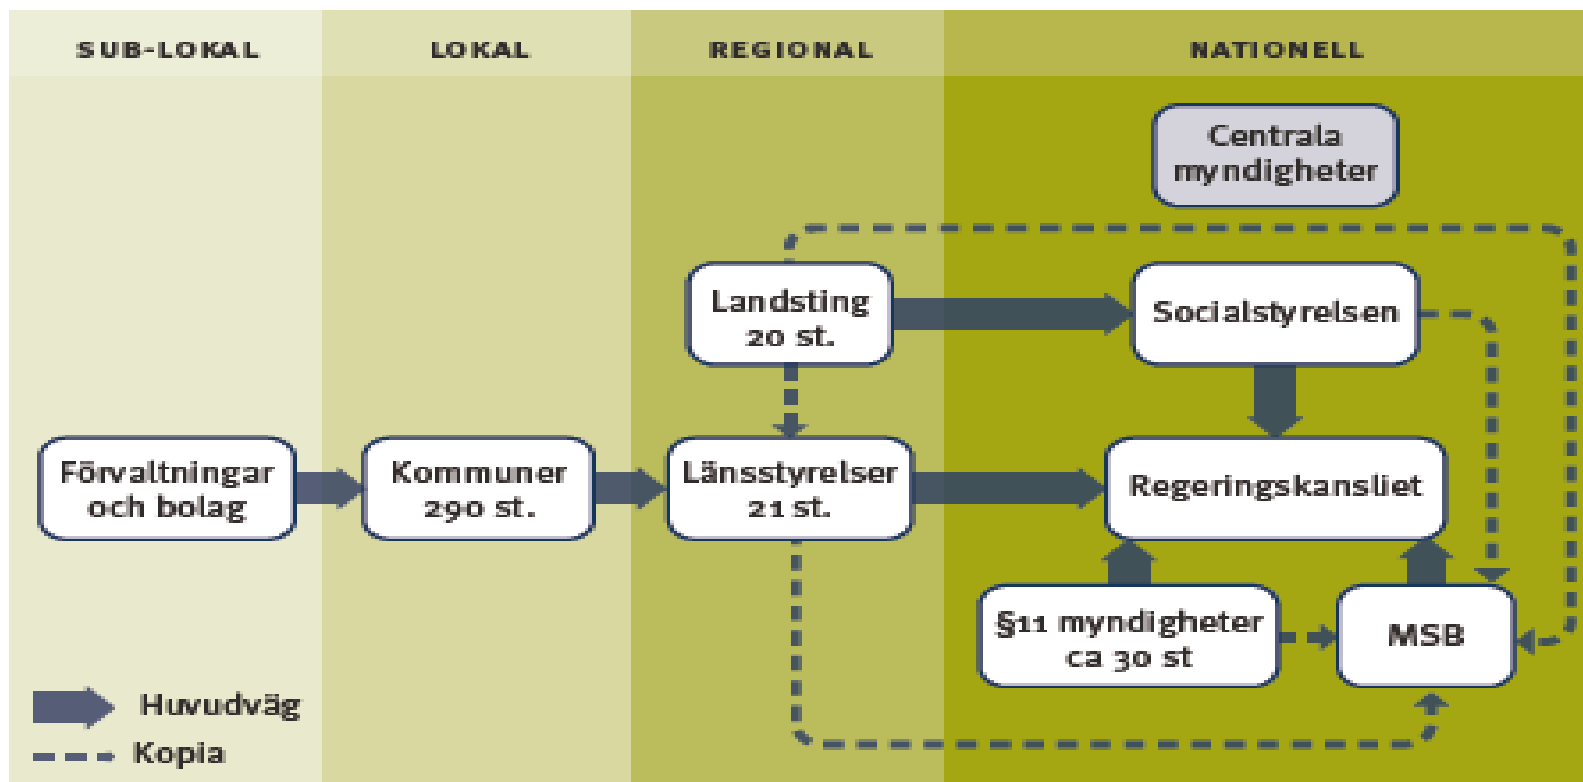 SUB-LOKAL
LOKAL
REGIONAL
NATIONELL
Centrala
myndigheter
Landsting
20 st.
Socialstyrelsen
Förvaltningar
och bolag
Kommuner
290 st.
Länsstyrelser
21 st.
Regeringskansliet
§11 myndigheter
ca 30 st
MSB
Huvudväg
Kopia